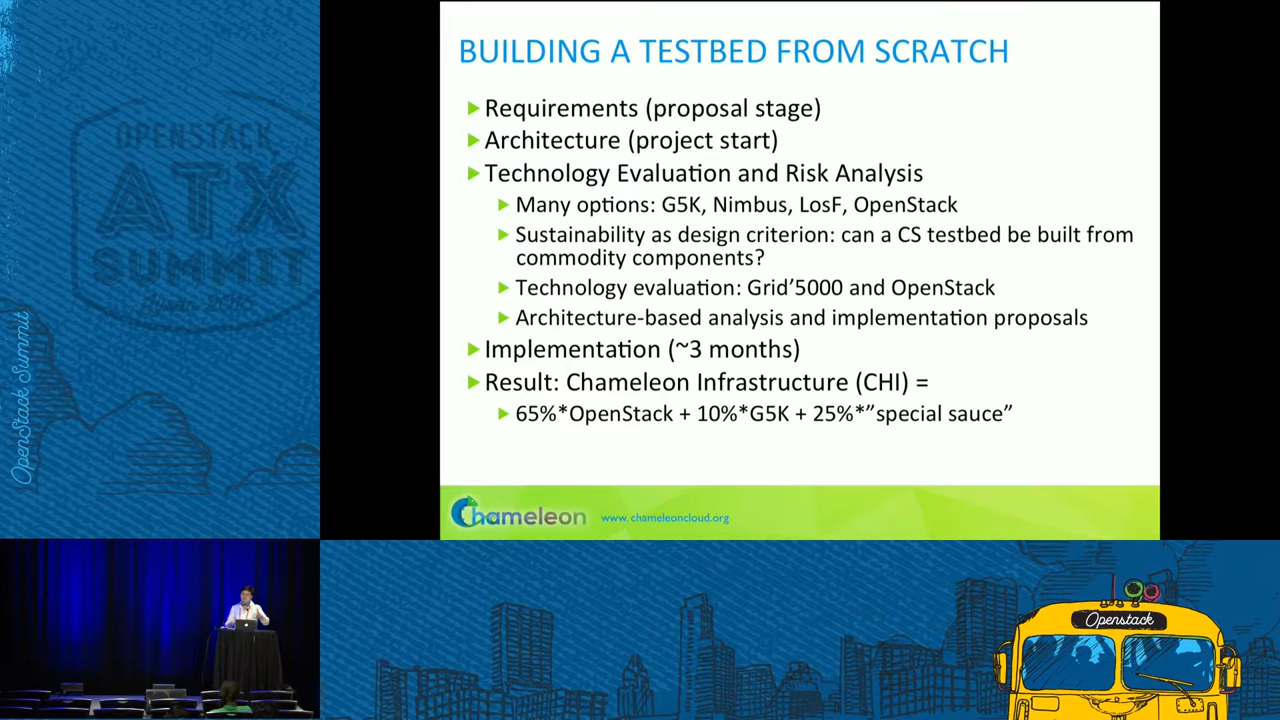 BUILDING A TESTBED FROM SCRATCH
Requirements (proposal stage)
Architecture (project start)
Technology Evaluation and Risk Analysis
Many options: G5K, Nimbus, LosF, OpenStack
Sustainability as design criterion: can a CS testbed be built from
commodity components?
Technology evaluation: Grid’5000 and OpenStack
Architecture-based analysis and implementation proposals
Implementation (~3 months)
Result: Chameleon Infrastructure (CHI) =
65%*OpenStack + 10%*G5K + 25%*”special sauce”
Chameleon
www.chameleoncloud.org
OPENSTACK
ATX
SUMMIT
OpenStack Summit
Openstack